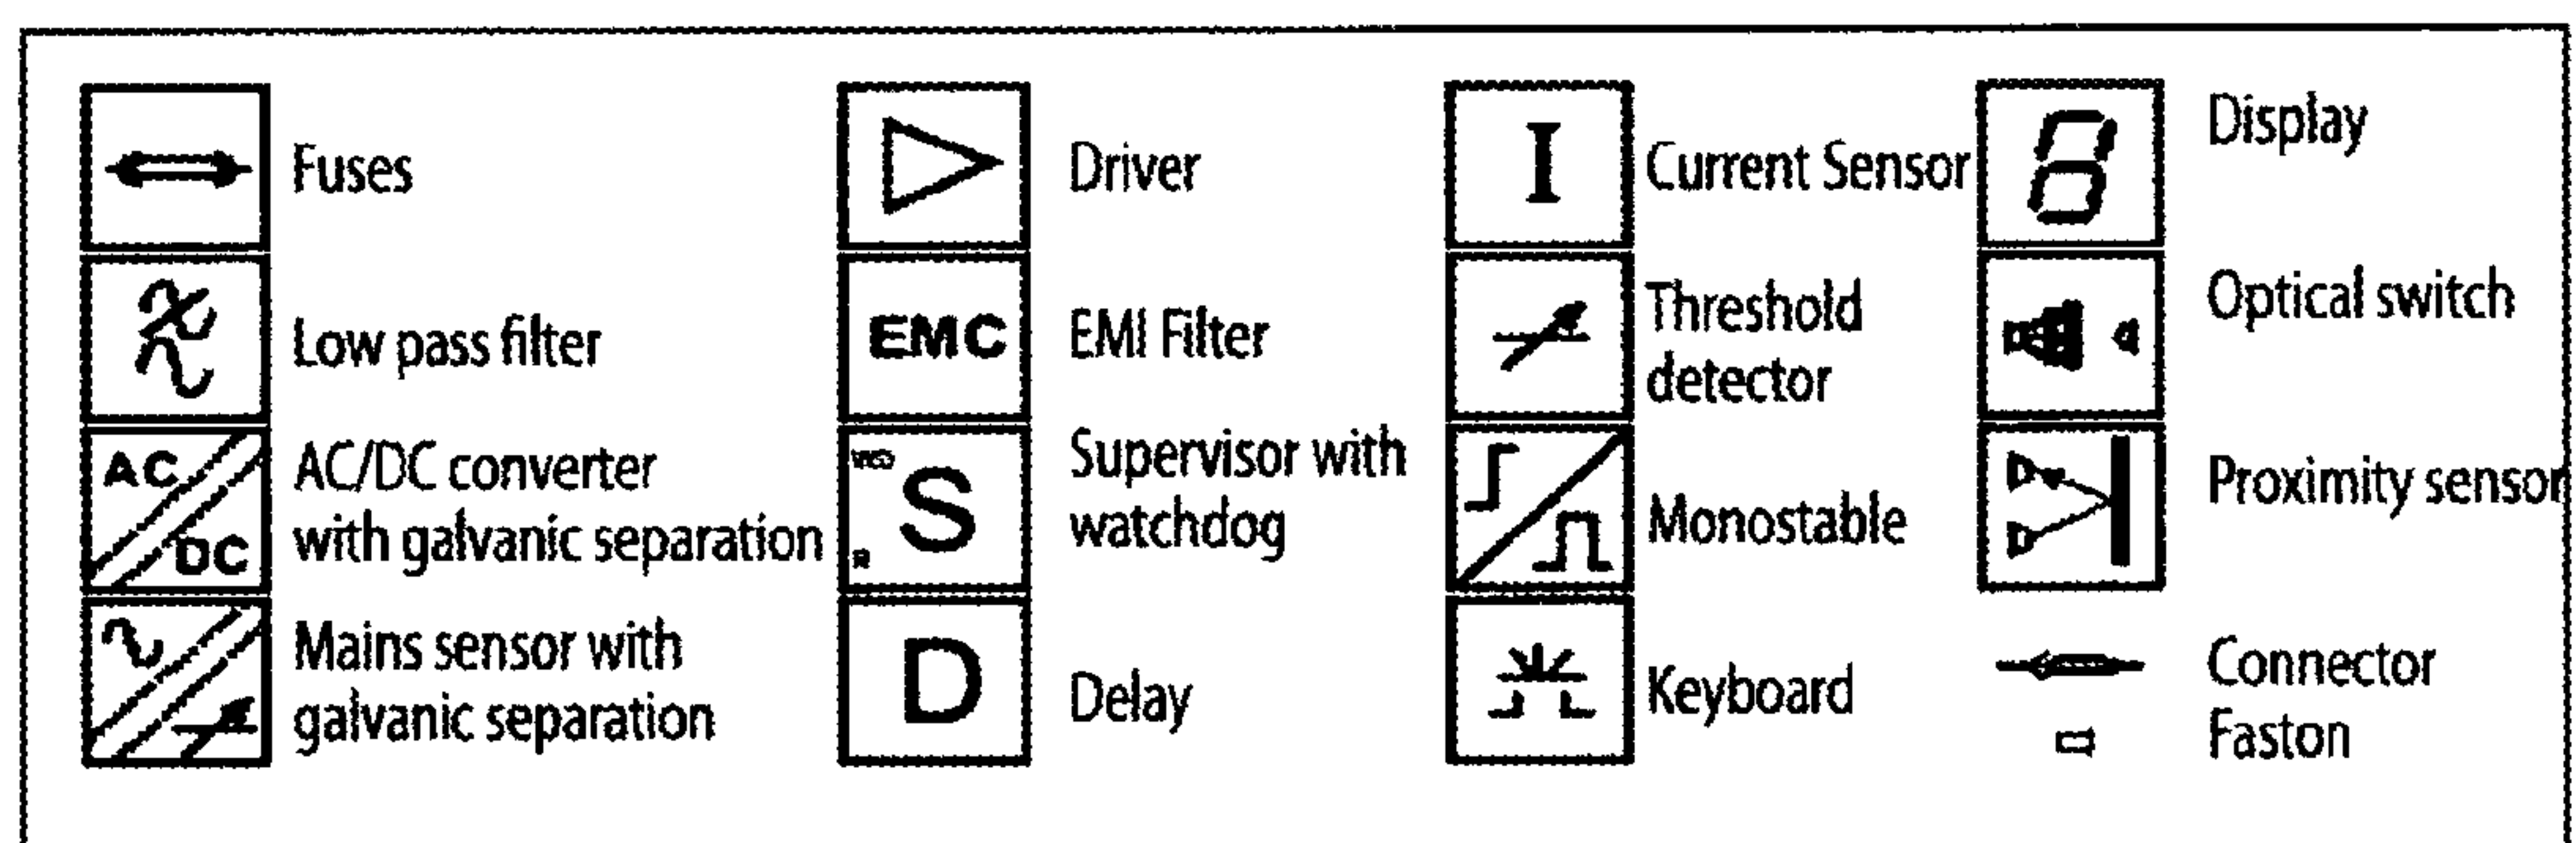 Fuses
Low pass filter
AC
DC
AC/DC converter
with galvanic separation
Mains sensor with
galvanic separation
Driver
EMC
EMI Filter
S
R
Supervisor with
watchdog
D
Delay
I
Current Sensor
Threshold
detector
Monostable
Keyboard
8
Display
Optical switch
Proximity sensor
Connector
Faston